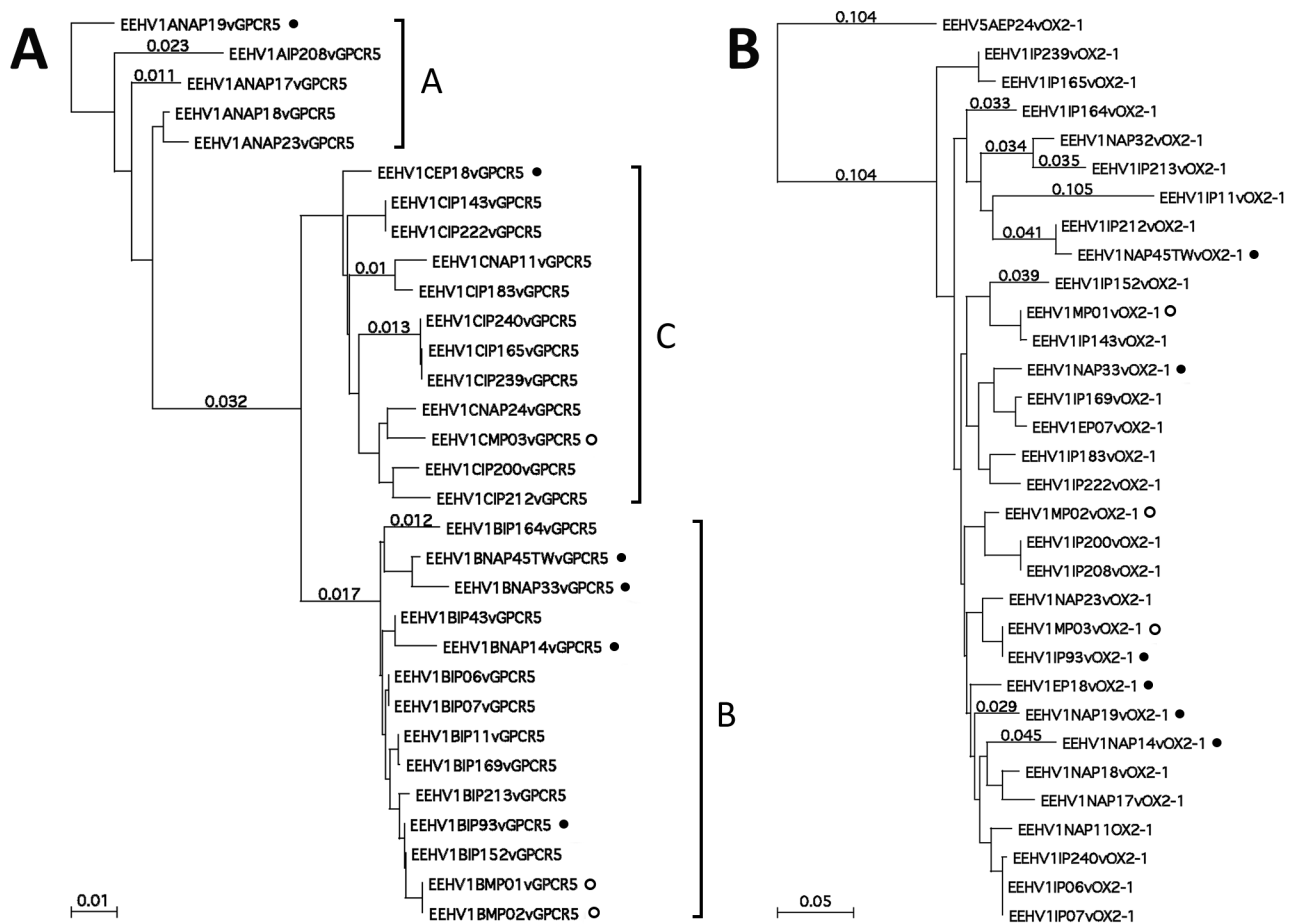 A
EEHV1ANAP19vGPCR5
0.023
EEHV1AIP208vGPCR5
0.011
EEHV1ANAP17vGPCR5
A
EEHV1ANAP18vGPCR5
EEHV1ANAP23vGPCR5
EEHV1CEP18vGPCR5
EEHV1CIP143vGPCR5
EEHV1CIP222vGPCR5
EEHV1CNAP11vGPCR5
0.01
EEHV1CIP183vGPCR5
EEHV1CIP240vGPCR5
0.013
C
EEHV1CIP165vGPCR5
EEHV1CIP239vGPCR5
0.032
EEHV1CNAP24vGPCR5
EEHV1CMP03vGPCR5
EEHV1CIP200vGPCR5
EEHV1CIP212vGPCR5
0.012
EEHV1BIP164vGPCR5
EEHV1BNAP45TWvGPCR5
EEHV1BNAP33vGPCR5
0.017
EEHV1BIP43vGPCR5
EEHV1BNAP14vGPCR5
EEHV1BIP06vGPCR5
EEHV1BIP07vGPCR5
B
EEHV1BIP11vGPCR5
EEHV1BIP169vGPCR5
EEHV1BIP213vGPCR5
EEHV1BIP93vGPCR5
EEHV1BIP152vGPCR5
EEHV1BMP01vGPCR5
EEHV1BMP02vGPCR5
0.01
B
0.104
EEHV5AEP24vOX2-1
EEHV1IP239vOX2-1
EEHV1IP165vOX2-1
0.033
EEHV1IP164vOX2-1
EEHV1NAP32vOX2-1
0.034
0.035
EEHV1IP213vOX2-1
0.104
0.105
EEHV1IP11vOX2-1
EEHV1IP212vOX2-1
0.041
EEHV1NAP45TWvOX2-1
0.039
EEHV1IP152vOX2-1
EEHV1MP01vOX2-1
EEHV1IP143vOX2-1
EEHV1NAP33vOX2-1
EEHV1IP169vOX2-1
EEHV1EP07vOX2-1
EEHV1IP183vOX2-1
EEHV1IP222vOX2-1
EEHV1MP02vOX2-1
EEHV1IP200vOX2-1
EEHV1IP208vOX2-1
EEHV1NAP23vOX2-1
EEHV1MP03vOX2-1
EEHV1IP93vOX2-1
EEHV1EP18vOX2-1
0.029
EEHV1NAP19vOX2-1
0.045
EEHV1NAP14vOX2-1
EEHV1NAP18vOX2-1
EEHV1NAP17vOX2-1
EEHV1NAP11OX2-1
EEHV1IP240vOX2-1
EEHV1IP06vOX2-1
EEHV1IP07vOX2-1
0.05